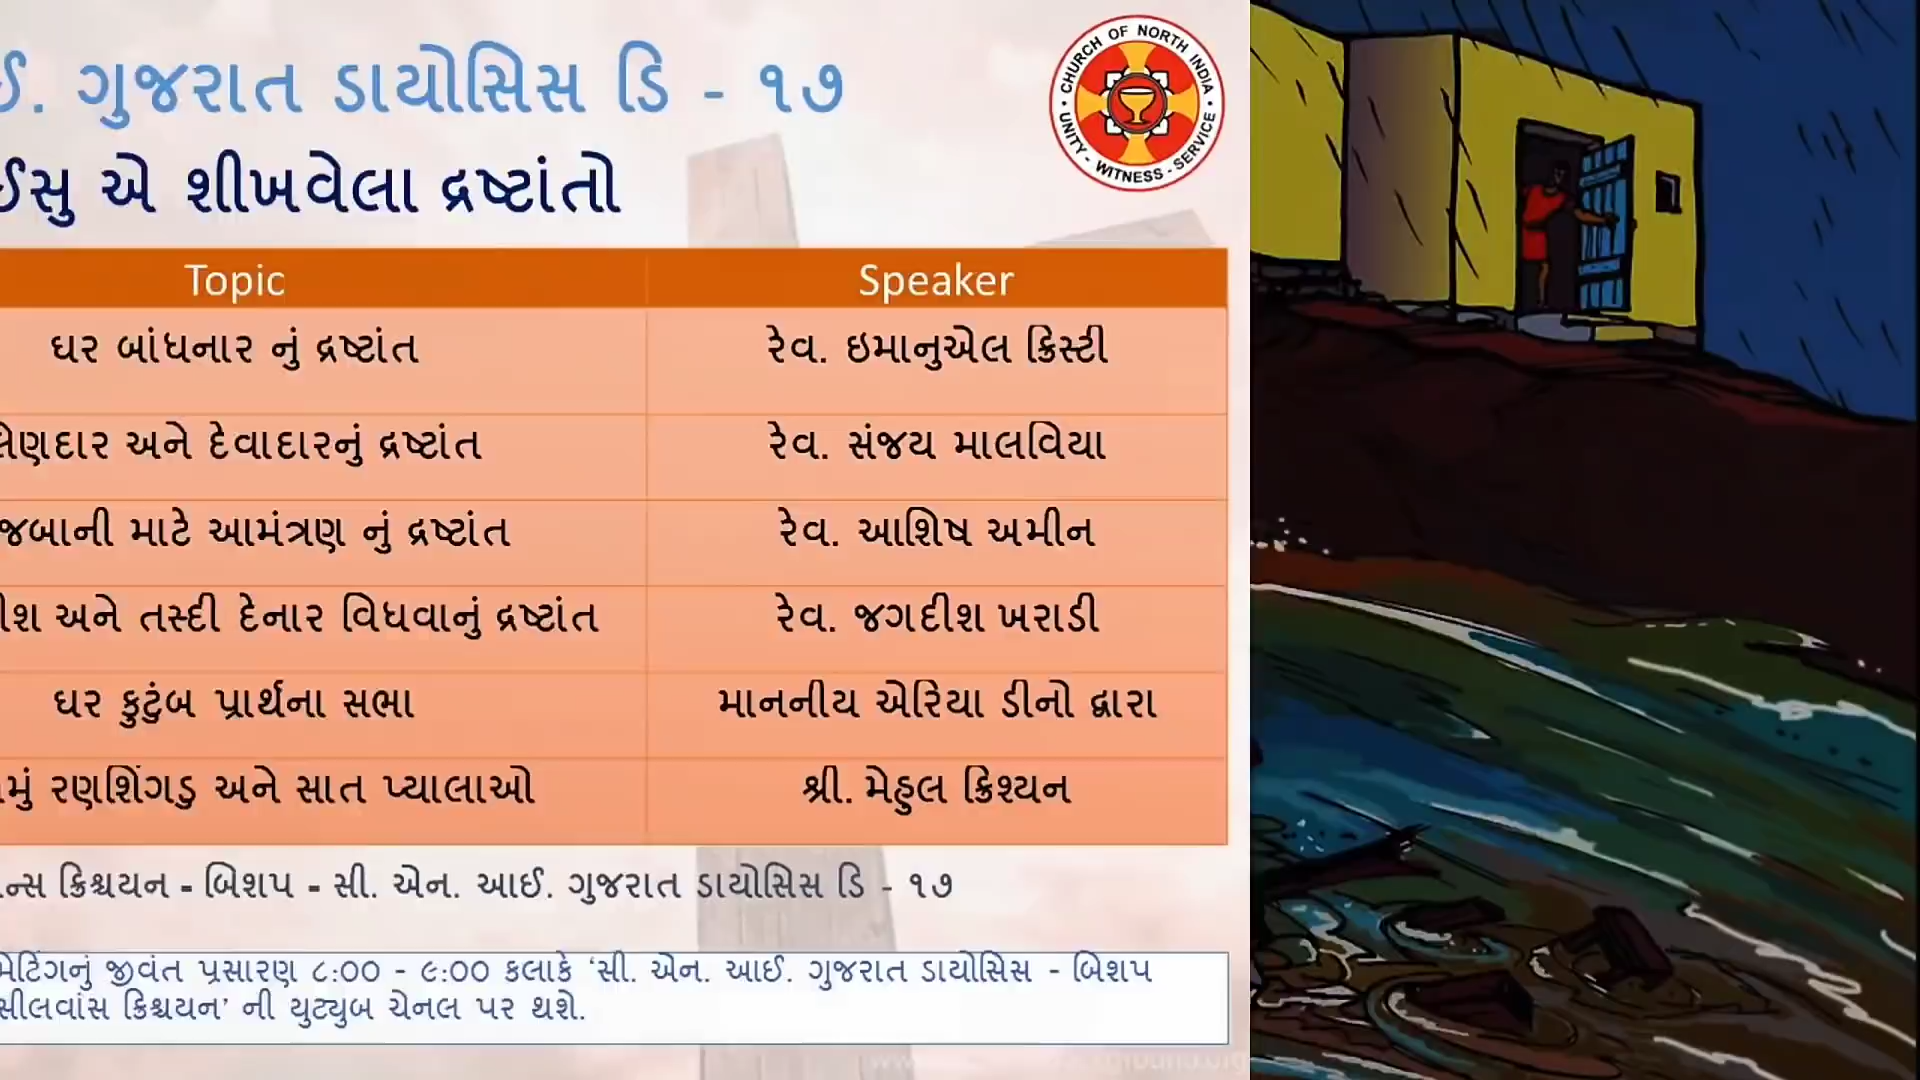 ઈ. ગુજરાત ડાયોસિસ ડિ - ૧૭
CHURCH OF NORTH INDIA
UNITY - WITNESS - SERVICE
ઈસુ એ શીખવેલા દ્રષ્ટાંતો
Topic Speaker
ઘર બાંધનાર નું દ્રષ્ટાંત રેવ. ઇમાનુએલ ક્રિસ્ટી
લેણદાર અને દેવાદારનું દ્રષ્ટાંત રેવ. સંજય માલવિયા
જબાની માટે આમંત્રણ નું દ્રષ્ટાંત રેવ. આશિષ અમીન
અને તસ્દી દેનાર વિધવાનું દ્રષ્ટાંત રેવ. જગદીશ ખરાડી
ઘર કુટુંબ પ્રાર્થના સભા માનનીય એરિયા ડીનો દ્વારા
રણશિંગડુ અને સાત પ્યાલાઓ શ્રી. મેહુલ ક્રિશ્યન
ન્સ ક્રિશ્ચયન - બિશપ - સી. એન. આઈ. ગુજરાત ડાયોસિસ ડિ - ૧૭
મેટિંગનું જીવંત પ્રસારણ ૮:૦૦ - ૯:૦૦ કલાકે ‘સી. એન. આઈ. ગુજરાત ડાયોસિસ - બિશપ
સીલવાંસ ક્રિશ્ચયન’ ની યુટ્યુબ ચેનલ પર થશે.